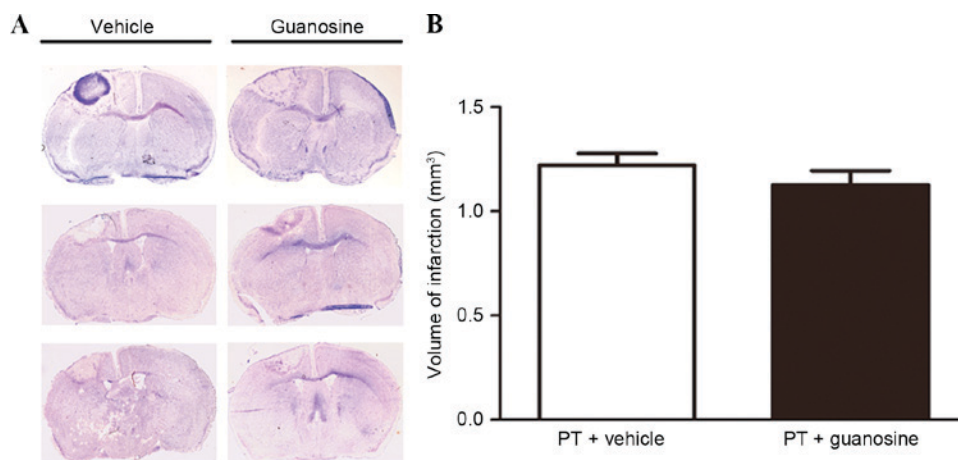 A
Vehicle
Guanosine
B
Volume of infarction (mm³)
1.5
1.0
0.5
0.0
PT + vehicle
PT + guanosine